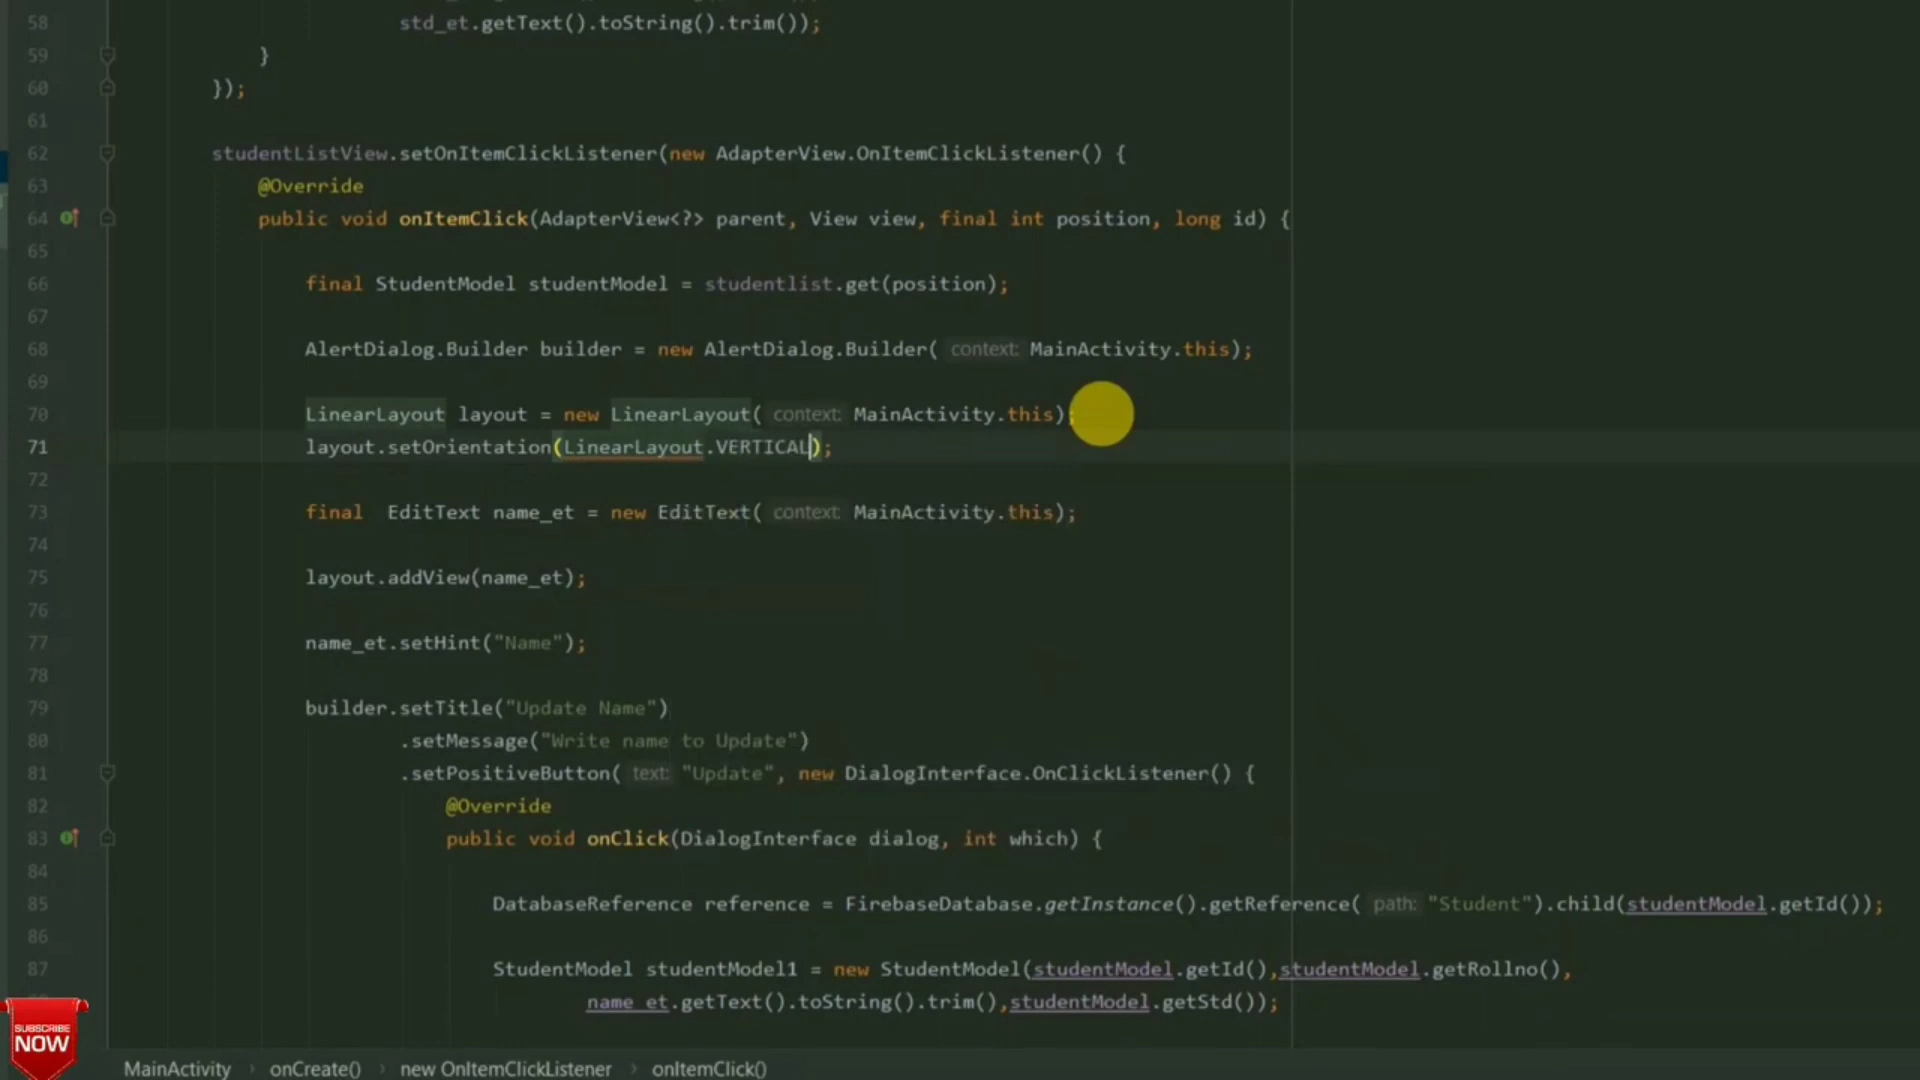 58 std_et.getText().toString().trim());
59 }
60 });
61
62 studentListView.setOnItemClickListener(new AdapterView.OnItemClickListener() {
63 @Override
64 public void onItemClick(AdapterView<?> parent, View view, final int position, long id) {
65
66 final StudentModel studentModel = studentlist.get(position);
67
68 AlertDialog.Builder builder = new AlertDialog.Builder( context: MainActivity.this);
69
70 LinearLayout layout = new LinearLayout( context: MainActivity.this);
71 layout.setOrientation(LinearLayout.VERTICAL);
72
73 final EditText name_et = new EditText( context: MainActivity.this);
74
75 layout.addView(name_et);
76
77 name_et.setHint("Name");
78
79 builder.setTitle("Update Name")
80 .setMessage("Write name to Update")
81 .setPositiveButton( text: "Update", new DialogInterface.OnClickListener() {
82 @Override
83 public void onClick(DialogInterface dialog, int which) {
84
85 DatabaseReference reference = FirebaseDatabase.getInstance().getReference( path: "Student").child(studentModel.getId());
86
87 StudentModel studentModel1 = new StudentModel(studentModel.getId(),studentModel.getRollno(),
name_et.getText().toString().trim(),studentModel.getStd());
SUBSCRIBE
NOW
MainActivity › onCreate() › new OnItemClickListener › onItemClick()